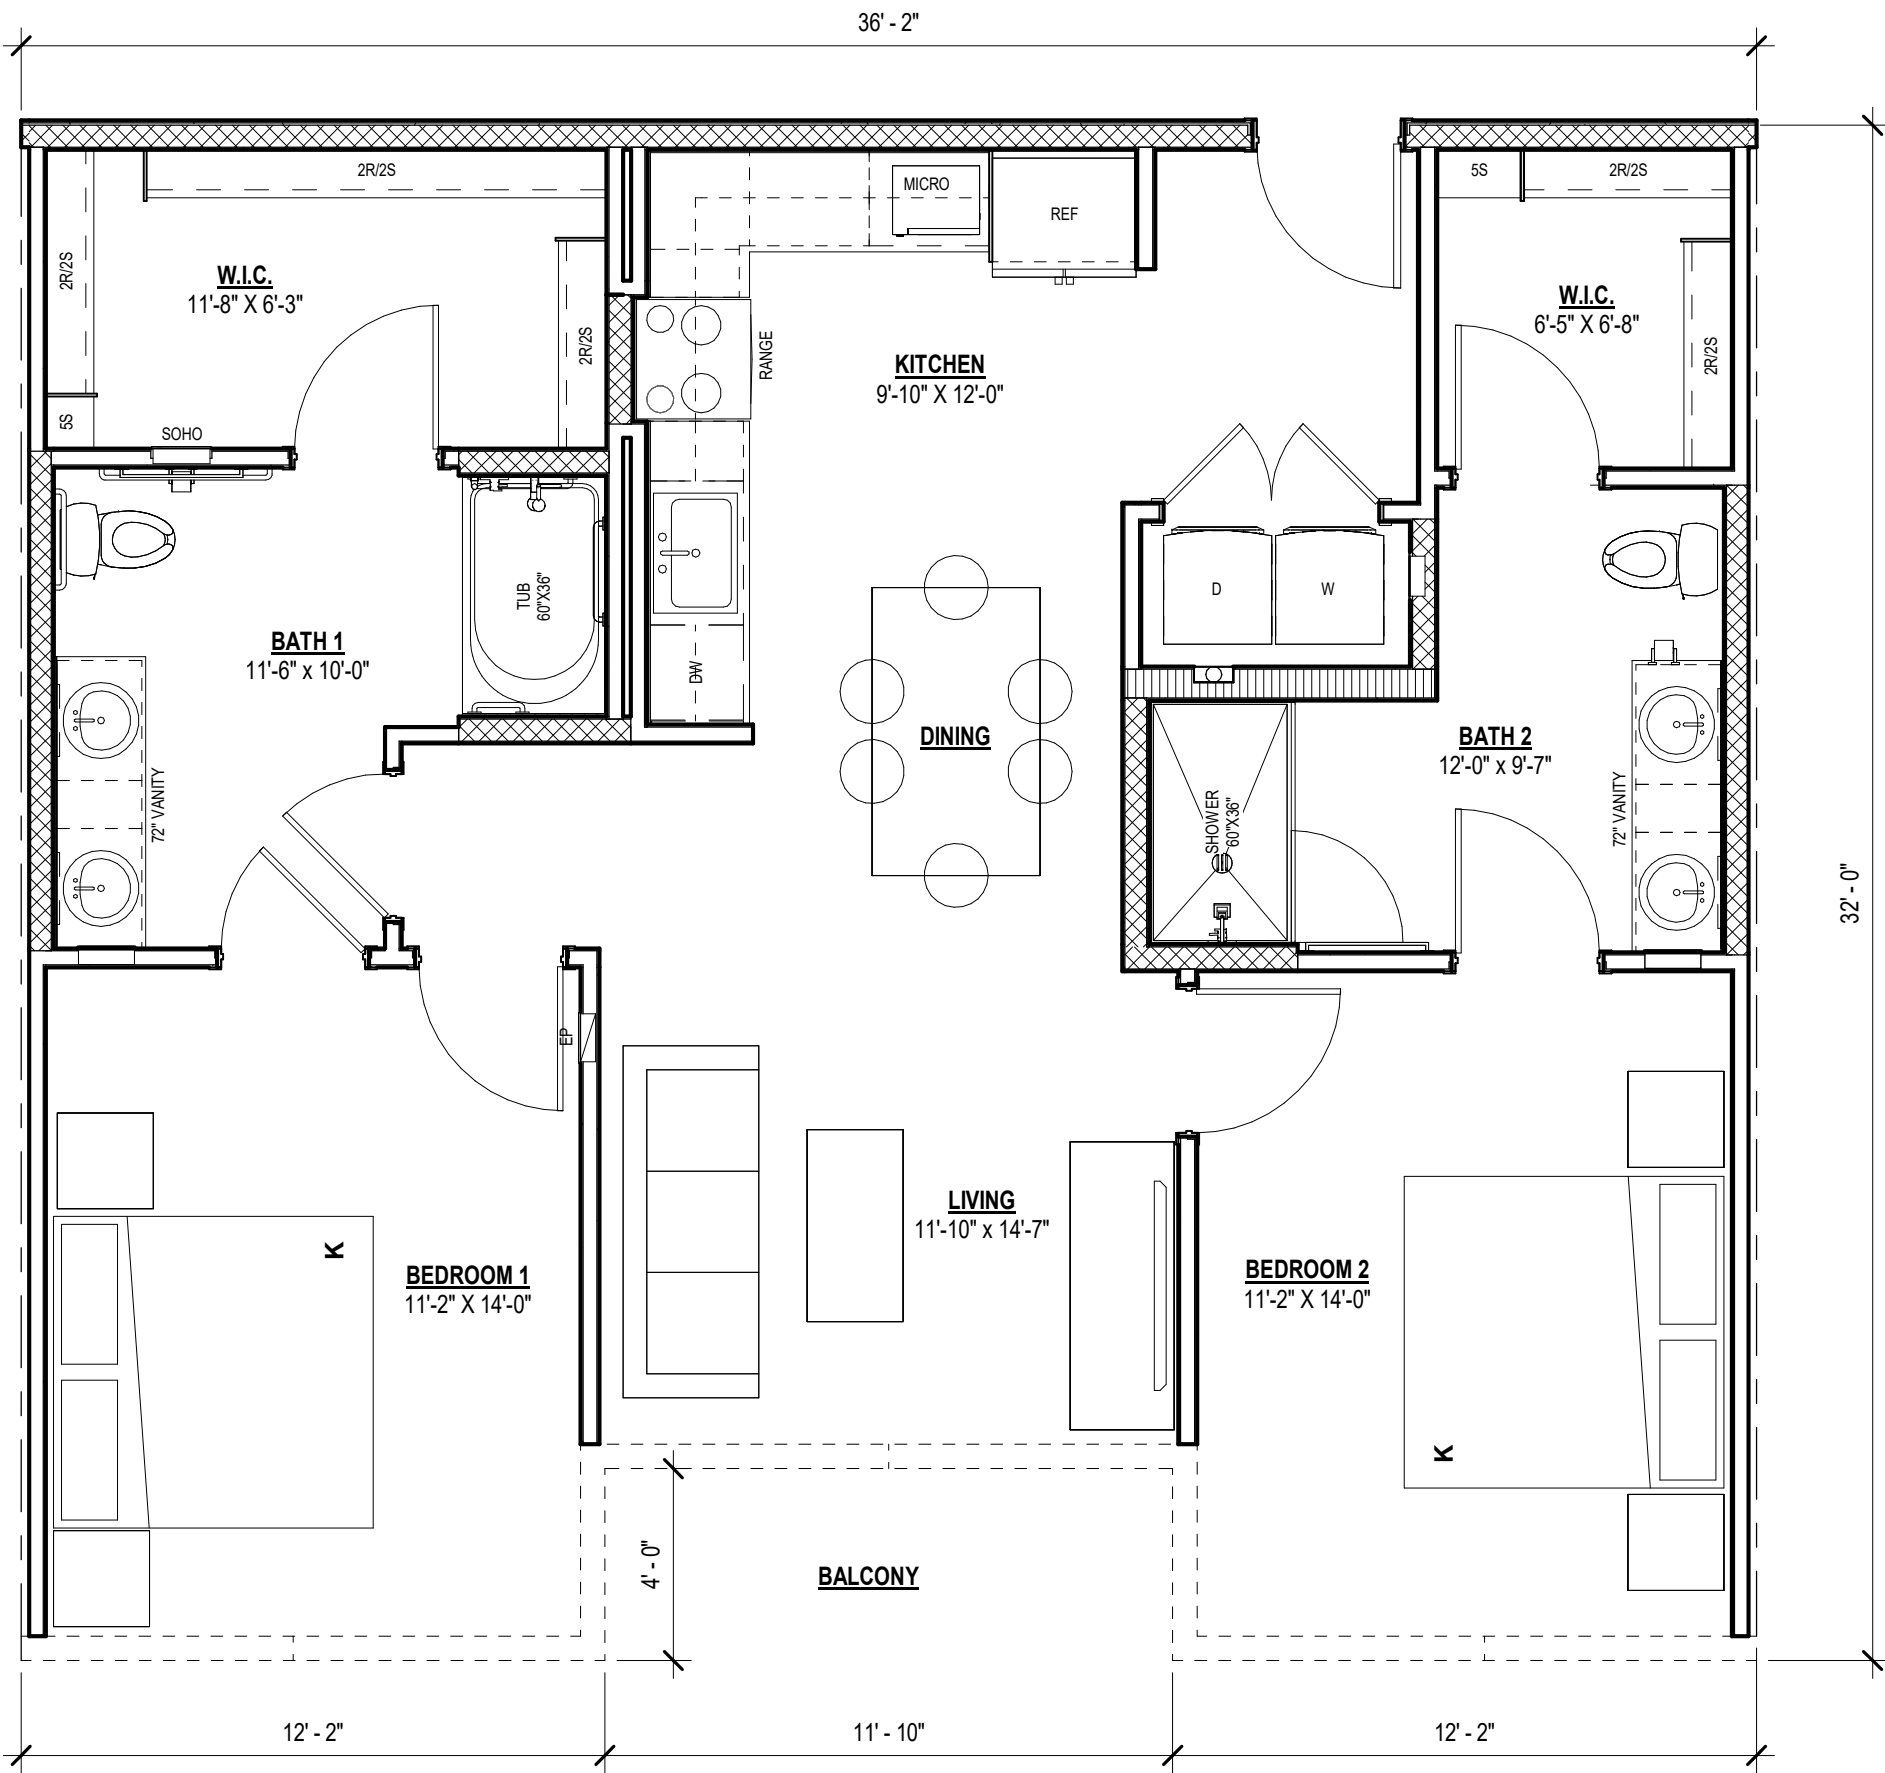 36' - 2"
2R/2S
MICRO
REF
5S
2R/2S
2R/2S
W.I.C.
11'-8" X 6'-3"
2R/2S
RANGE
KITCHEN
9'-10" X 12'-0"
W.I.C.
6'-5" X 6'-8"
2R/2S
5S
SOHO
TUB
60"X36"
D
W
BATH 1
11'-6" x 10'-0"
DW
DINING
BATH 2
12'-0" x 9'-7"
72" VANITY
SHOWER
60"X36"
72" VANITY
32' - 0"
EP
K
BEDROOM 1
11'-2" X 14'-0"
LIVING
11'-10" x 14'-7"
BEDROOM 2
11'-2" X 14'-0"
K
4' - 0"
BALCONY
12' - 2"
11' - 10"
12' - 2"